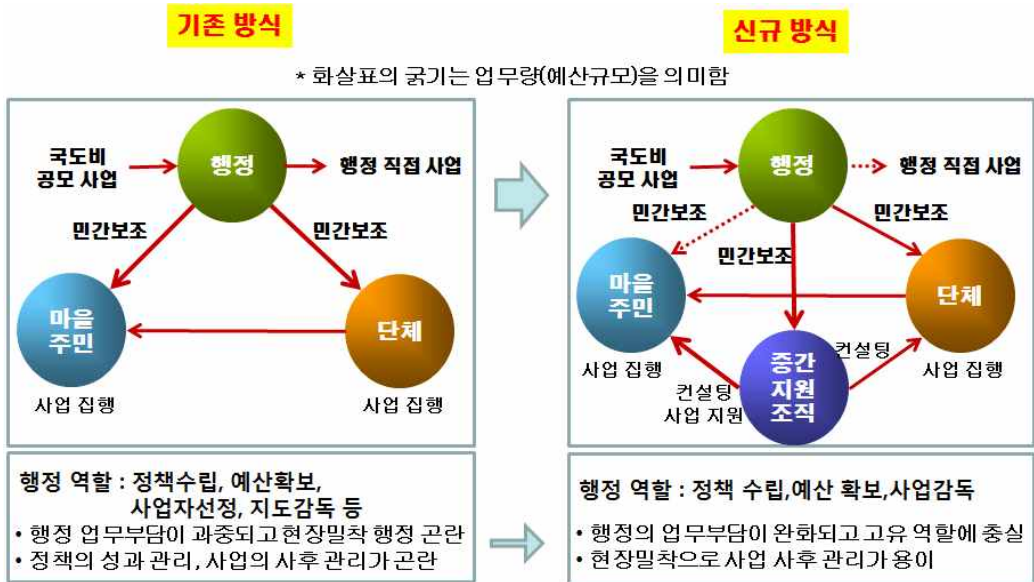 기존 방식
신규 방식
* 화살표의 굵기는 업무량(예산규모)을 의미함
국도비
공모 사업
행정
행정 직접 사업
민간보조
민간보조
마을
주민
단체
사업 집행
사업 집행
국도비
공모 사업
행정
행정 직접 사업
민간보조
민간보조
민간보조
마을
주민
단체
사업 집행
컨설팅
사업 지원
중간
지원
조직
컨설팅
사업 집행
행정 역할 : 정책수립, 예산확보,
사업자선정, 지도감독 등
• 행정 업무부담이 과중되고 현장밀착 행정 곤란
• 정책의 성과 관리, 사업의 사후 관리가 곤란
행정 역할 : 정책 수립,예산 확보,사업감독
• 행정의 업무부담이 완화되고 고유 역할에 충실
• 현장밀착으로 사업 사후 관리가 용이